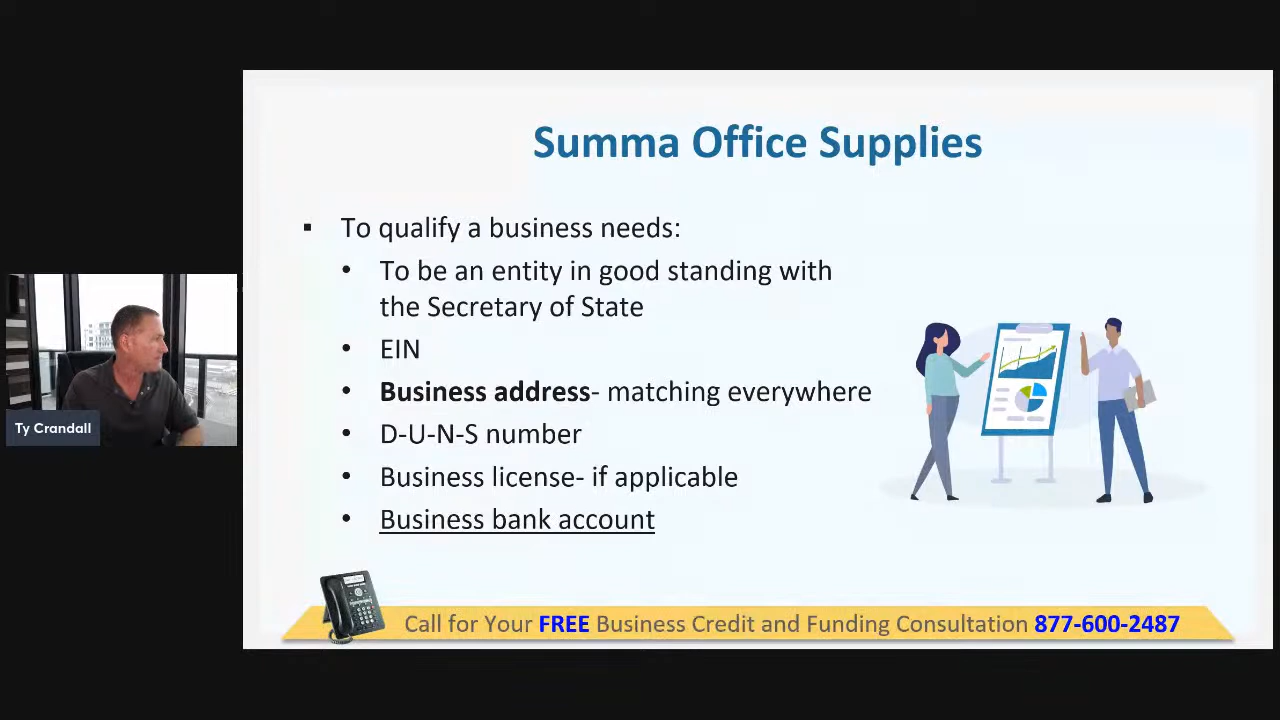 Summa Office Supplies
▪ To qualify a business needs:
• To be an entity in good standing with
the Secretary of State
• EIN
• Business address- matching everywhere
• D-U-N-S number
• Business license- if applicable
• Business bank account
Ty Crandall
Call for Your FREE Business Credit and Funding Consultation 877-600-2487